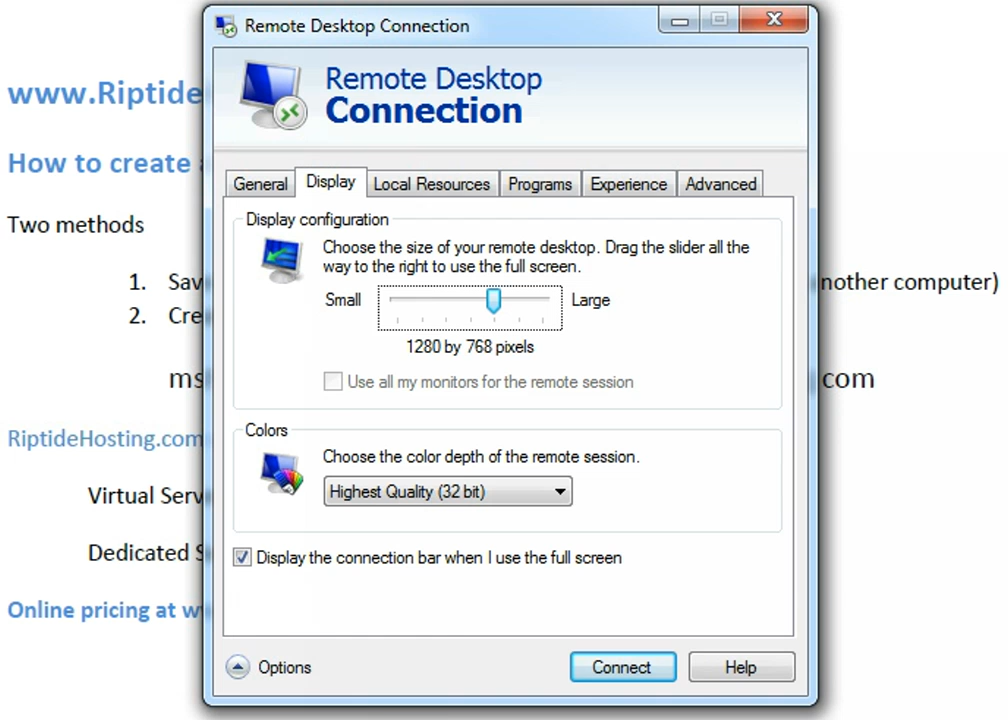 Remote Desktop Connection
www.Riptide
Remote Desktop
Connection
How to create
General Display Local Resources Programs Experience Advanced
Two methods
Display configuration
Choose the size of your remote desktop. Drag the slider all the
way to the right to use the full screen.
1. Sav
nother computer)
Small Large
2. Cre
1280 by 768 pixels
ms
com
Use all my monitors for the remote session
RiptideHosting.com
Colors
Choose the color depth of the remote session.
Highest Quality (32 bit)
Virtual Serv
Dedicated S
Display the connection bar when I use the full screen
Online pricing at w
Options Connect Help